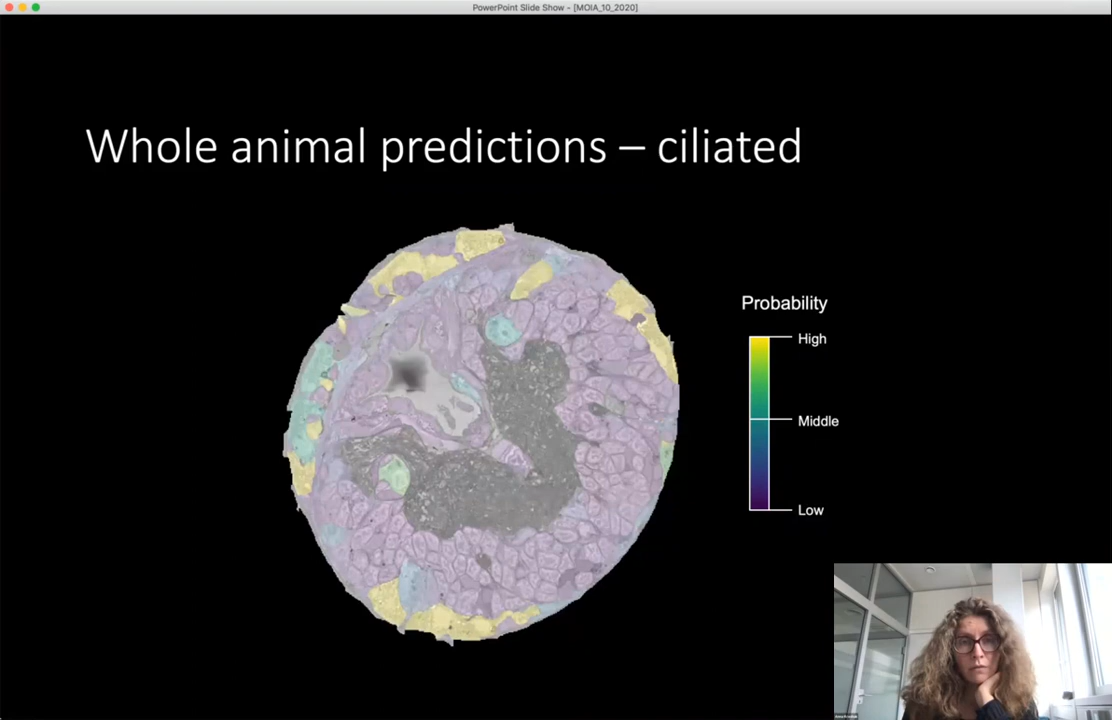 PowerPoint Slide Show - [MOIA_10_2020]
Whole animal predictions – ciliated
Probability
High
Middle
Low